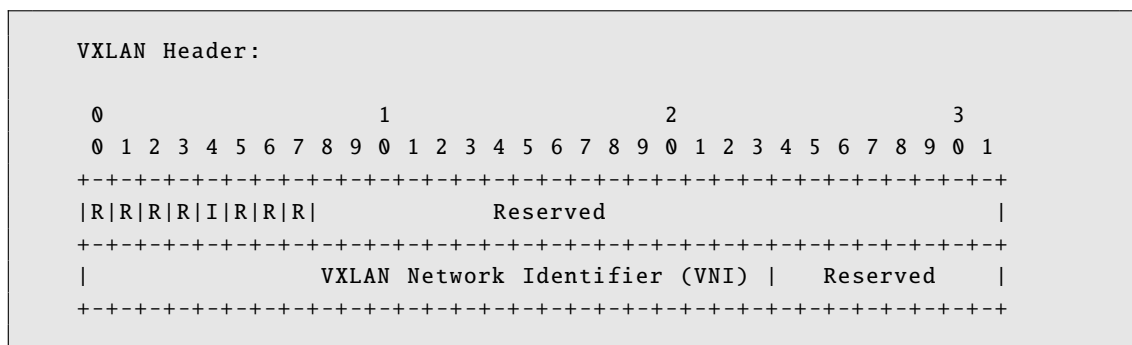 VXLAN Header:
0                   1                   2                   3
0 1 2 3 4 5 6 7 8 9 0 1 2 3 4 5 6 7 8 9 0 1 2 3 4 5 6 7 8 9 0 1
+-+-+-+-+-+-+-+-+-+-+-+-+-+-+-+-+-+-+-+-+-+-+-+-+-+-+-+-+-+-+-+-+
|R|R|R|R|I|R|R|R|            Reserved                           |
+-+-+-+-+-+-+-+-+-+-+-+-+-+-+-+-+-+-+-+-+-+-+-+-+-+-+-+-+-+-+-+-+
|                VXLAN Network Identifier (VNI) |   Reserved    |
+-+-+-+-+-+-+-+-+-+-+-+-+-+-+-+-+-+-+-+-+-+-+-+-+-+-+-+-+-+-+-+-+